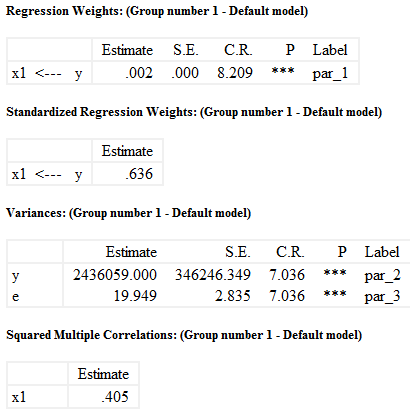 Regression Weights: (Group number 1 - Default model)
Estimate S.E. C.R. P Label
x1 <--- y .002 .000 8.209 *** par_1
Standardized Regression Weights: (Group number 1 - Default model)
Estimate
x1 <--- y .636
Variances: (Group number 1 - Default model)
Estimate S.E. C.R. P Label
y 2436059.000 346246.349 7.036 *** par_2
e 19.949 2.835 7.036 *** par_3
Squared Multiple Correlations: (Group number 1 - Default model)
Estimate
x1 .405